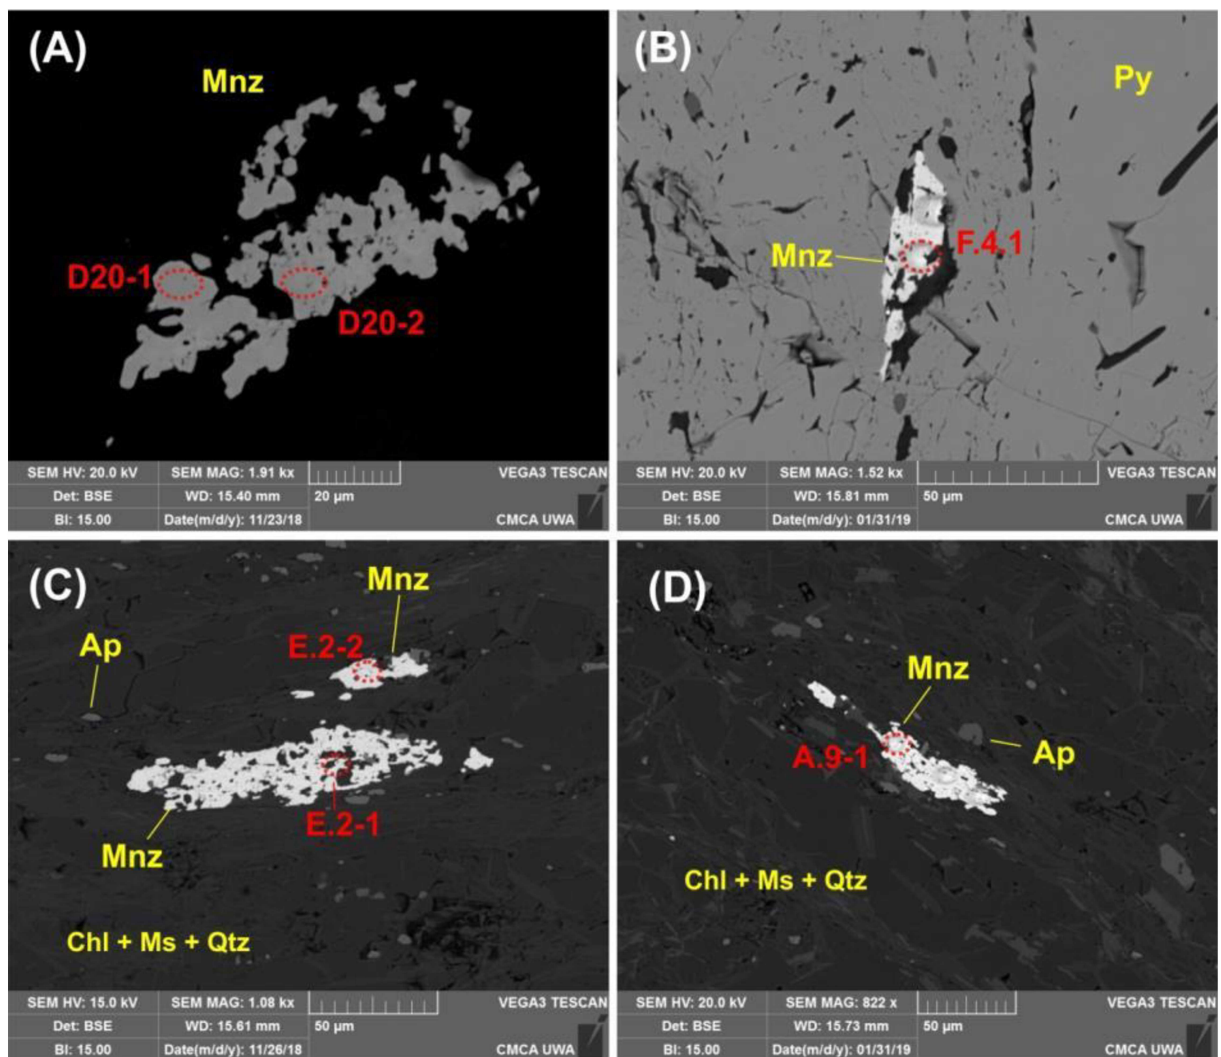 (A)
Mnz
D20-1
D20-2
SEM HV: 20.0 kV SEM MAG: 1.91 kx VEGA3 TESCAN
Det: BSE WD: 15.40 mm 20 µm
BI: 15.00 Date(m/d/y): 11/23/18 CMCA UWA
(B)
Py
Mnz
F.4.1
SEM HV: 20.0 kV SEM MAG: 1.52 kx VEGA3 TESCAN
Det: BSE WD: 15.81 mm 50 µm
BI: 15.00 Date(m/d/y): 01/31/19 CMCA UWA
(C)
Mnz
Ap
E.2-2
E.2-1
Mnz
Chl + Ms + Qtz
SEM HV: 15.0 kV SEM MAG: 1.08 kx VEGA3 TESCAN
Det: BSE WD: 15.61 mm 50 µm
BI: 15.00 Date(m/d/y): 11/26/18 CMCA UWA
(D)
Mnz
A.9-1
Ap
Chl + Ms + Qtz
SEM HV: 20.0 kV SEM MAG: 822 x VEGA3 TESCAN
Det: BSE WD: 15.73 mm 50 µm
BI: 15.00 Date(m/d/y): 01/31/19 CMCA UWA